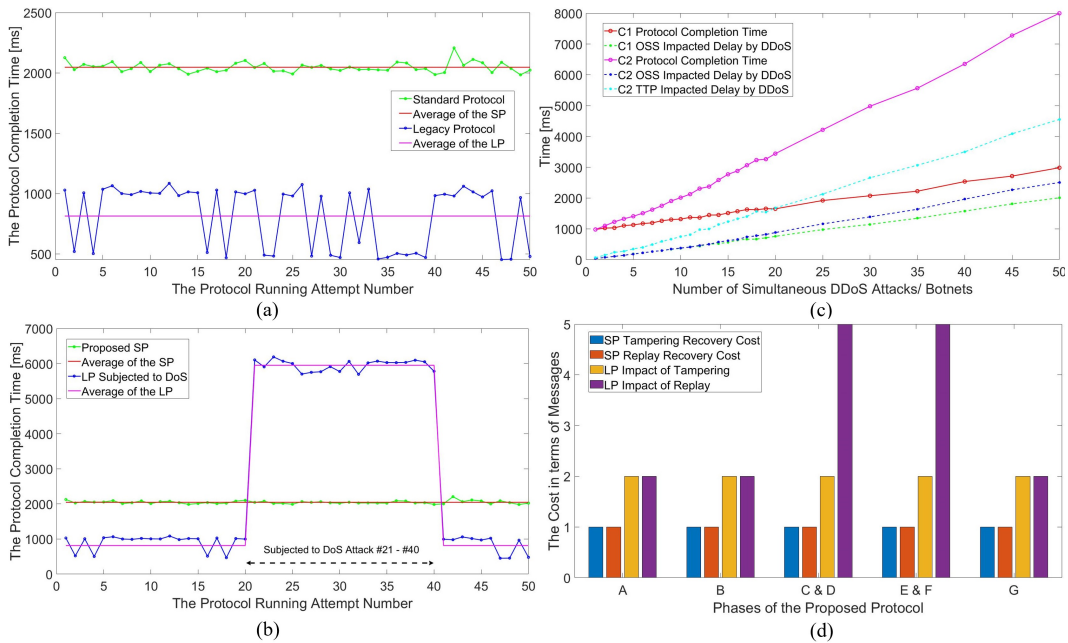 2500
2000
1500
1000
500
The Protocol Completion Time [ms]
Standard Protocol
Average of the SP
Legacy Protocol
Average of the LP
0 5 10 15 20 25 30 35 40 45 50
The Protocol Running Attempt Number
(a)
8000
7000
6000
5000
4000
3000
2000
1000
0
Time [ms]
C1 Protocol Completion Time
C1 OSS Impacted Delay by DDoS
C2 Protocol Completion Time
C2 OSS Impacted Delay by DDoS
C2 TTP Impacted Delay by DDoS
0 5 10 15 20 25 30 35 40 45 50
Number of Simultaneous DDoS Attacks/ Botnets
(c)
7000
6000
5000
4000
3000
2000
1000
0
The Protocol Completion Time [ms]
Proposed SP
Average of the SP
LP Subjected to DoS
Average of the LP
Subjected to DoS Attack #21 - #40
0 5 10 15 20 25 30 35 40 45 50
The Protocol Running Attempt Number
(b)
5
4
3
2
1
0
The Cost in terms of Messages
SP Tampering Recovery Cost
SP Replay Recovery Cost
LP Impact of Tampering
LP Impact of Replay
A B C & D E & F G
Phases of the Proposed Protocol
(d)